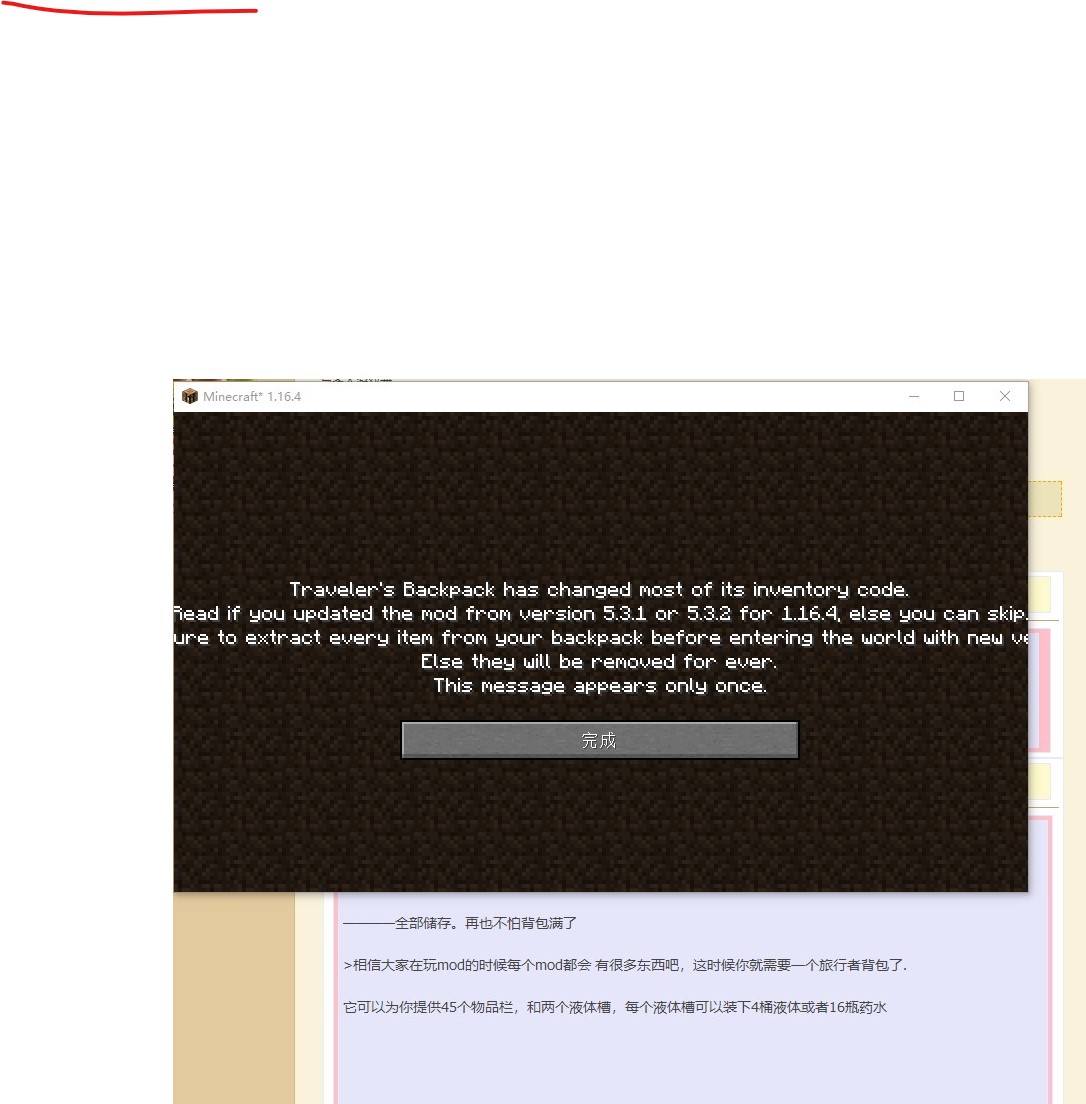 Minecraft* 1.16.4
Traveler's Backpack has changed most of its inventory code.
Read if you updated the mod from version 5.3.1 or 5.3.2 for 1.16.4, else you can skip.
ure to extract every item from your backpack before entering the world with new ve
Else they will be removed for ever.
This message appears only once.
完成
————全部储存。再也不怕背包满了
>相信大家在玩mod的时候每个mod都会 有很多东西吧，这时候你就需要一个旅行者背包了.
它可以为你提供45个物品栏，和两个液体槽，每个液体槽可以装下4桶液体或者16瓶药水